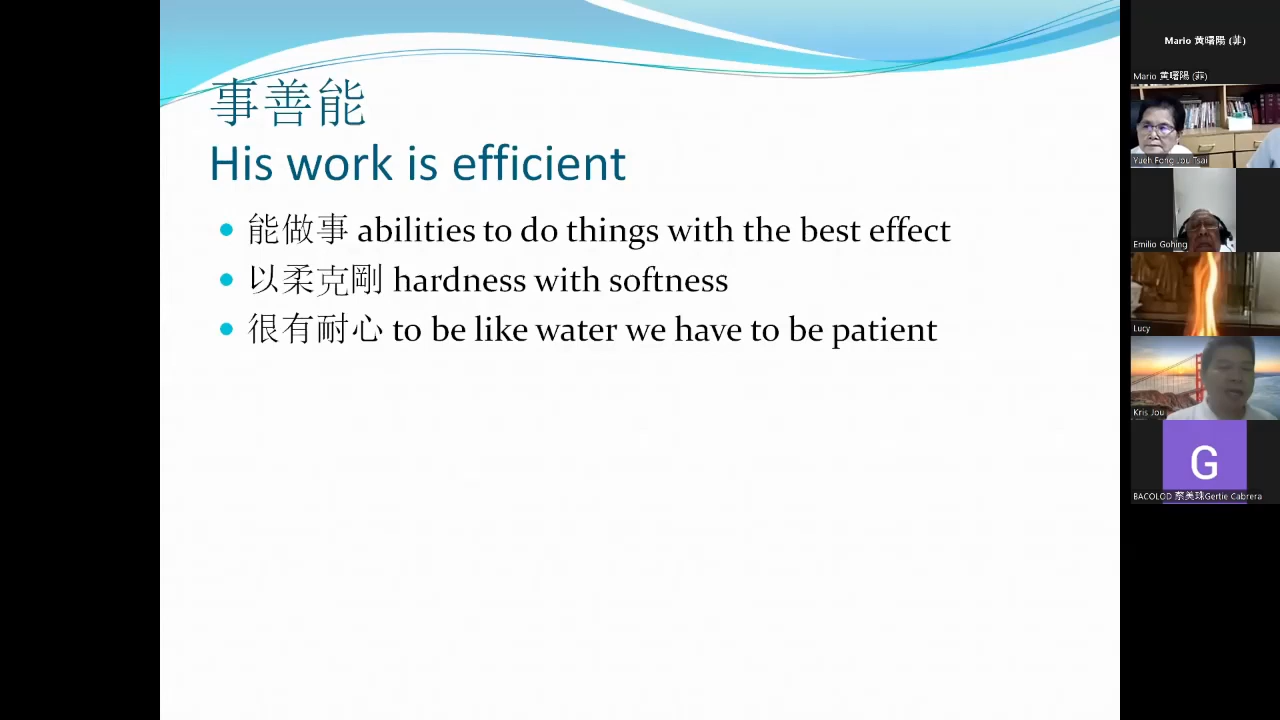 事善能
His work is efficient
能做事 abilities to do things with the best effect
以柔克剛 hardness with softness
很有耐心 to be like water we have to be patient
Mario 黄曙陽 (菲)
Mario 黄曙陽 (菲)
Yueh Fong Jou Tsai
Emilio Gohing
Lucy
Kris Jou
G
BACOLOD 蔡美珠Gertie Cabrera